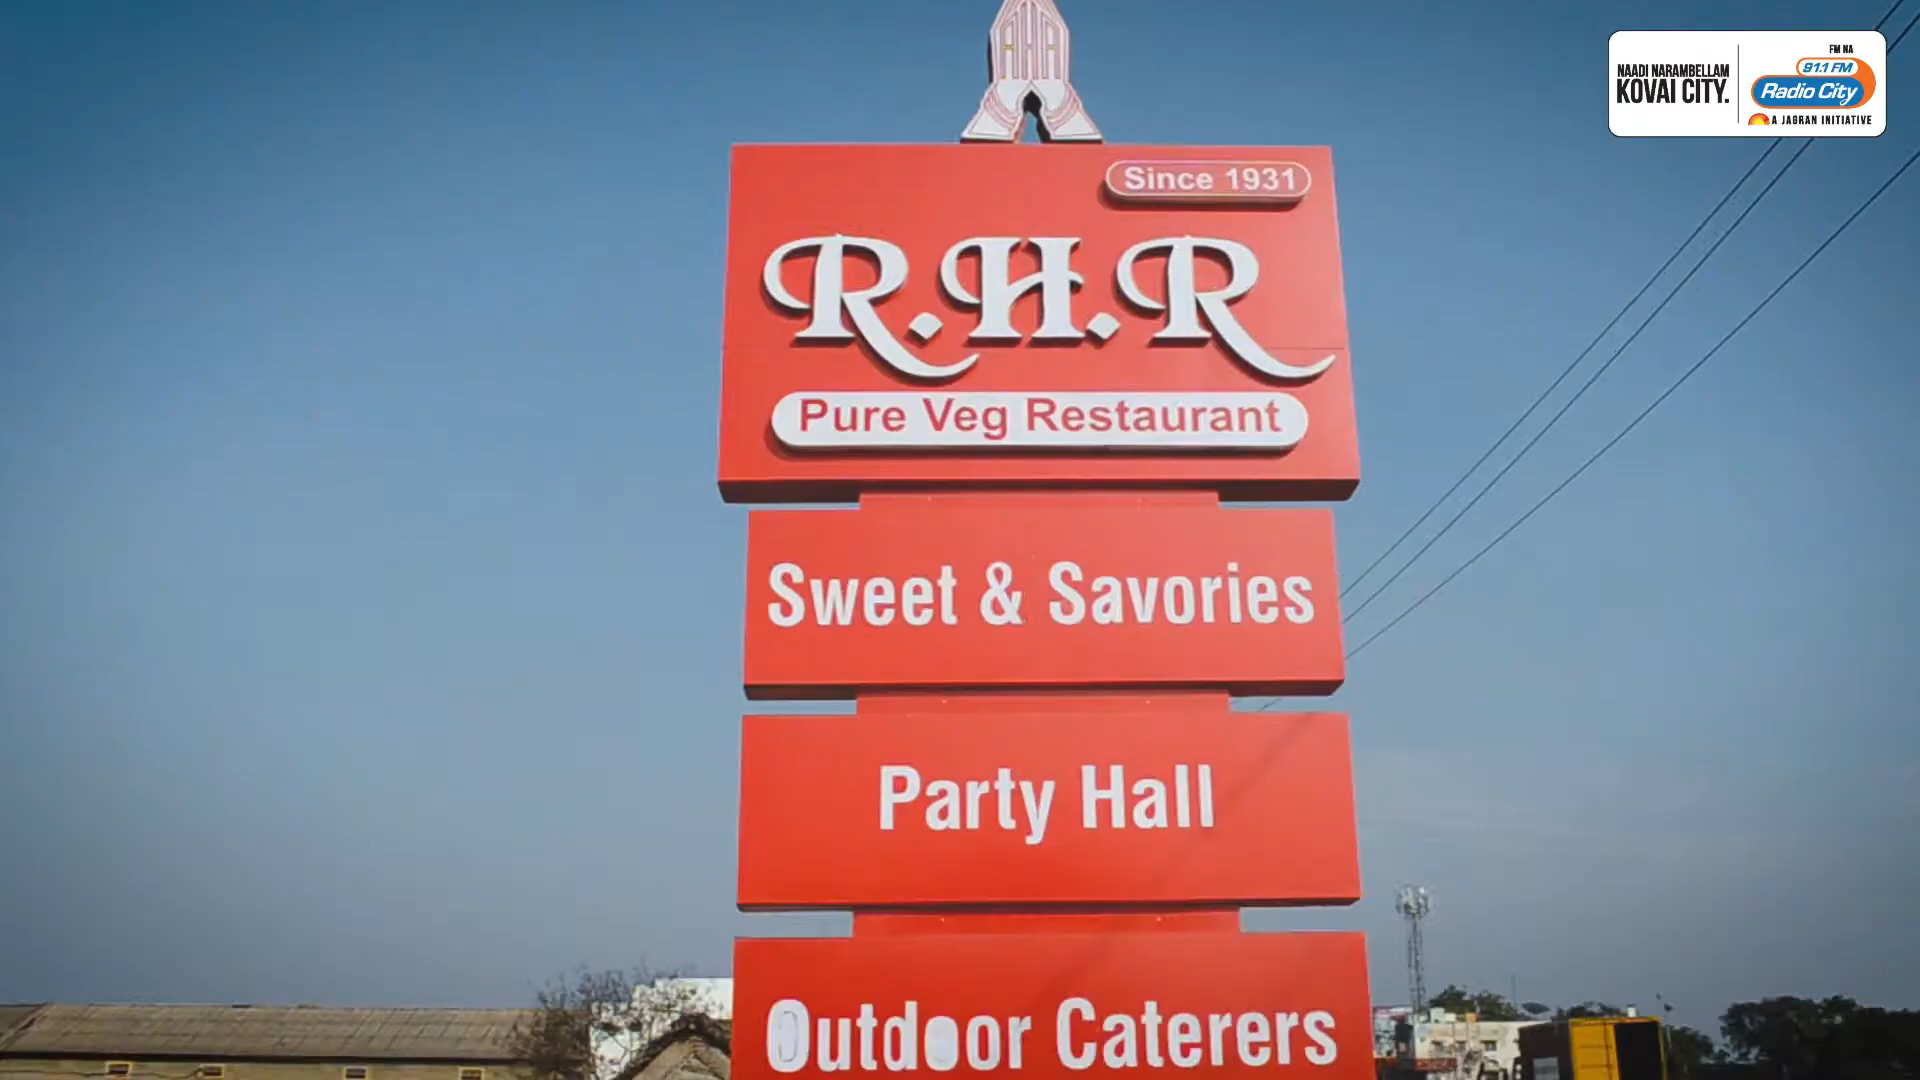 NAADI NARAMBELLAM
KOVAI CITY.
FM NA
91.1 FM
Radio City
A JAGRAN INITIATIVE
Since 1931
R.H.R
Pure Veg Restaurant
Sweet & Savories
Party Hall
Outdoor Caterers